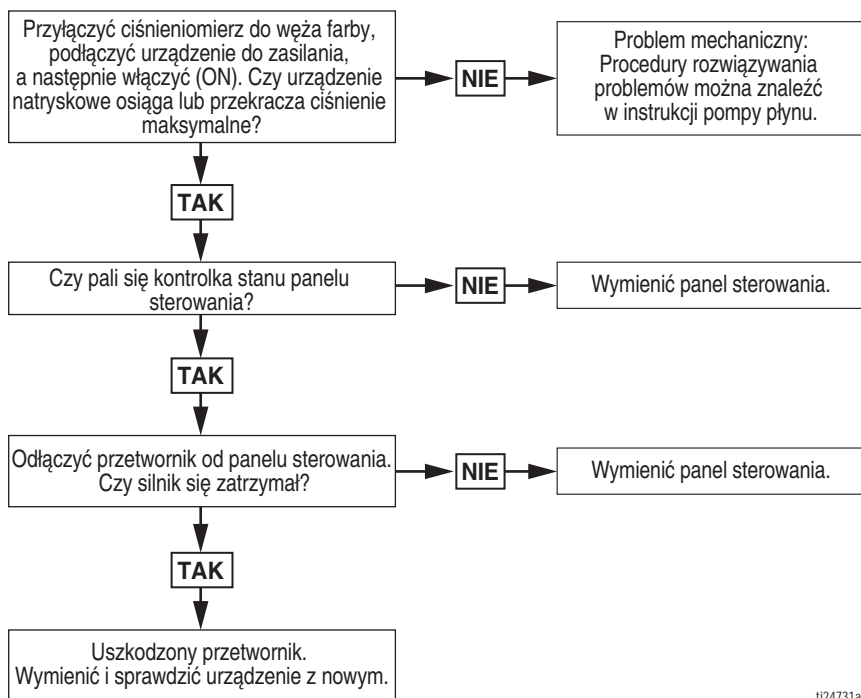 Przyłączyć ciśnieniomierz do węża farby,
podłączyć urządzenie do zasilania,
a następnie włączyć (ON). Czy urządzenie
natryskowe osiąga lub przekracza ciśnienie
maksymalne?
NIE
Problem mechaniczny:
Procedury rozwiązywania
problemów można znaleźć
w instrukcji pompy płynu.
TAK
Czy pali się kontrolka stanu panelu
sterowania?
NIE
Wymienić panel sterowania.
TAK
Odłączyć przetwornik od panelu sterowania.
Czy silnik się zatrzymał?
NIE
Wymienić panel sterowania.
TAK
Uszkodzony przetwornik.
Wymienić i sprawdzić urządzenie z nowym.
ti24731a